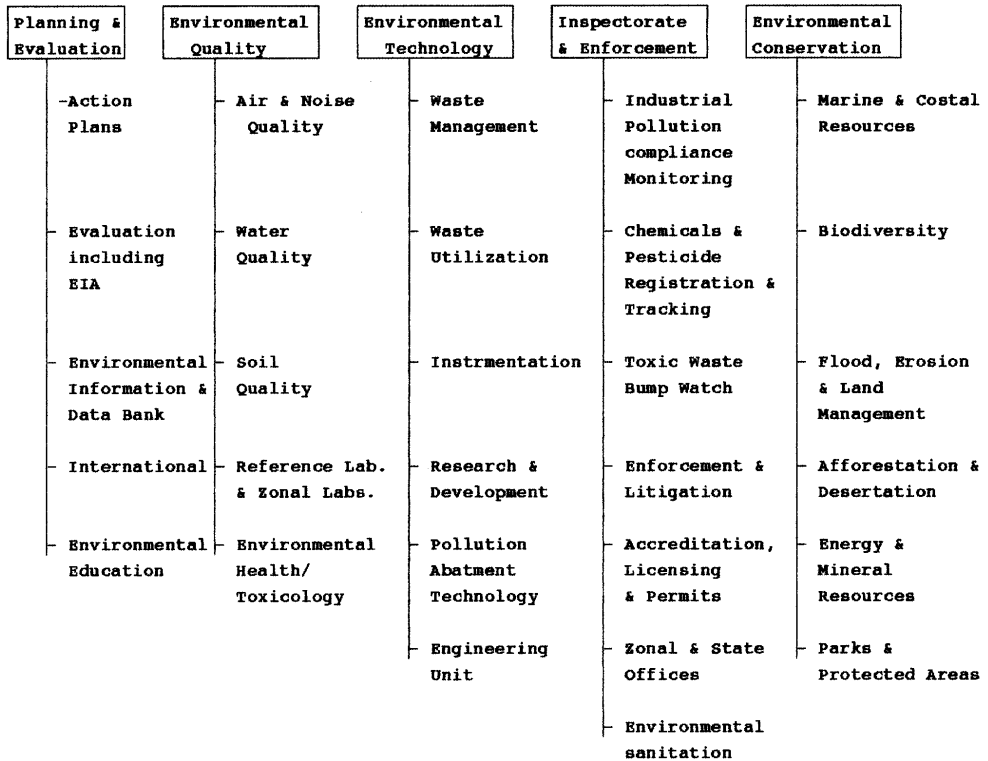 Planning &
Evaluation
-Action
Plans
- Evaluation
including
EIA
- Environmental
Information &
Data Bank
- International
- Environmental
Education
Environmental
Quality
- Air & Noise
Quality
- Water
Quality
- Soil
Quality
- Reference Lab.
& Zonal Labs.
- Environmental
Health/
Toxicology
Environmental
Technology
- Waste
Management
- Waste
Utilization
- Instrmentation
- Research &
Development
- Pollution
Abatment
Technology
- Engineering
Unit
Inspectorate
& Enforcement
- Industrial
Pollution
compliance
Monitoring
- Chemicals &
Pesticide
Registration &
Tracking
- Toxic Waste
Bump Watch
- Enforcement &
Litigation
- Accreditation,
Licensing
& Permits
- Zonal & State
Offices
- Environmental
sanitation
Environmental
Conservation
- Marine & Costal
Resources
- Biodiversity
- Flood, Erosion
& Land
Management
- Afforestation &
Desertation
- Energy &
Mineral
Resources
- Parks &
Protected Areas